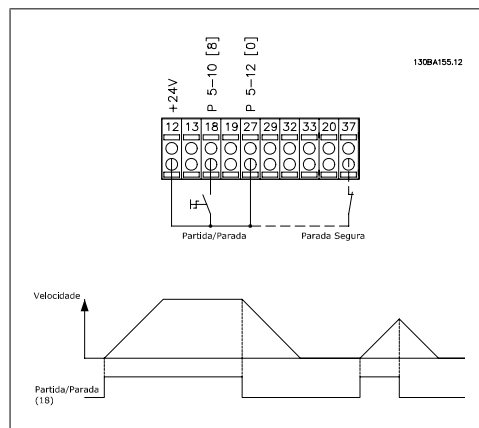 130BA155.12
+24V
P 5-10 [8]
P 5-12 [0]
12 13 18 19 27 29 32 33 20 37
Partida/Parada
Parada Segura
Velocidade
Partida/Parada
(18)